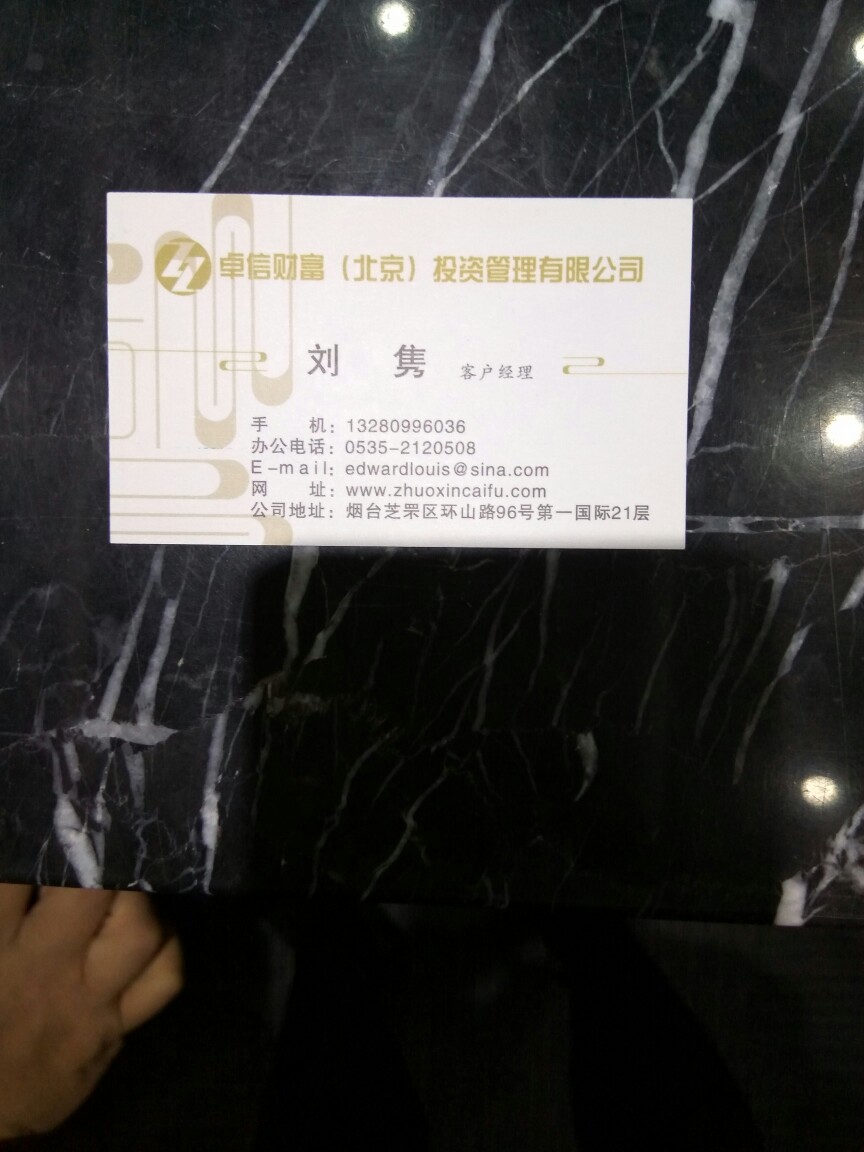 卓信财富（北京）投资管理有限公司
刘 隽 客户经理
手 机：13280996036
办公电话：0535-2120508
E-mail：edwardlouis@sina.com
网 址：www.zhuoxincaifu.com
公司地址：烟台芝罘区环山路96号第一国际21层